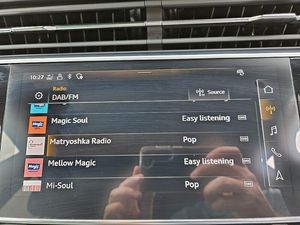 10:27
Radio
DAB/FM
Source
Magic Soul Easy listening
Matryoshka Radio Pop
Mellow Magic Easy listening
Mi-Soul Pop